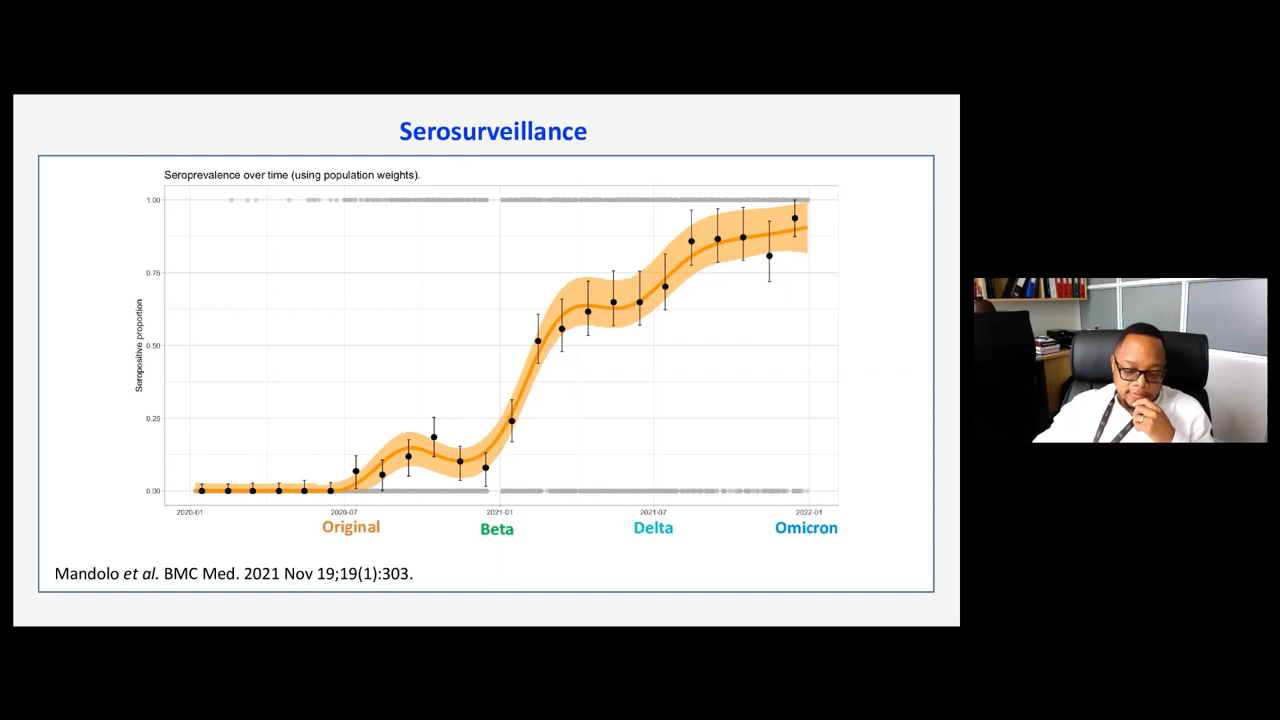 Serosurveillance
Seroprevalence over time (using population weights).
1.00
0.75
0.50
0.25
0.00
Seropositive proportion
2020-01
2020-07
2021-01
2021-07
2022-01
Original
Beta
Delta
Omicron
Mandolo et al. BMC Med. 2021 Nov 19;19(1):303.